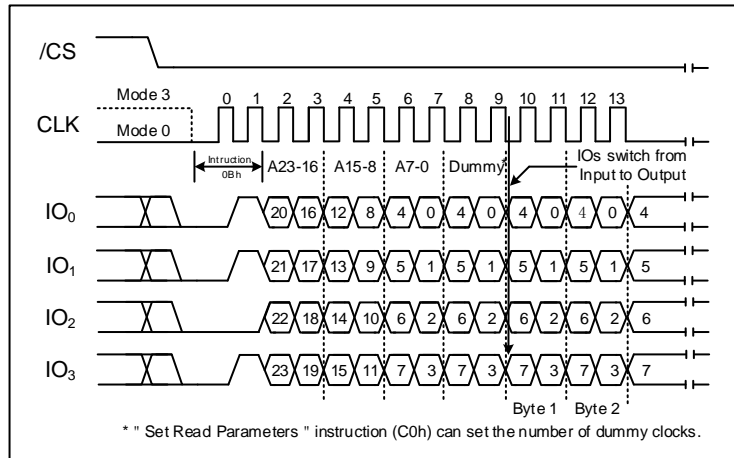 /CS
Mode 3
0 1 2 3 4 5 6 7 8 9 10 11 12 13
CLK
Mode 0
Intruction
0Bh
A23-16 A15-8 A7-0 Dummy*
IOs switch from
Input to Output
IO0 20 16 12 8 4 0 4 0 4 0 4 0 4
IO1 21 17 13 9 5 1 5 1 5 1 5 1 5
IO2 22 18 14 10 6 2 6 2 6 2 6 2 6
IO3 23 19 15 11 7 3 7 3 7 3 7 3 7
Byte 1 Byte 2
* " Set Read Parameters " instruction (C0h) can set the number of dummy clocks.